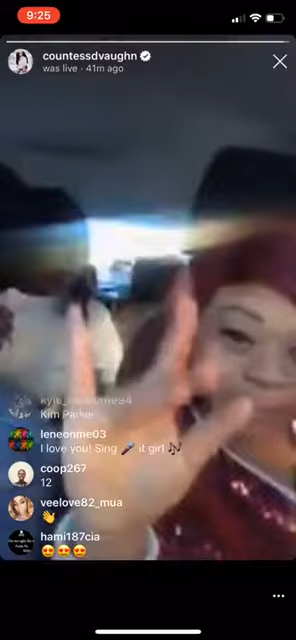 9:25
countessdvaughn
was live · 41m ago
Kim Parker
leneonme03
I love you! Sing 🎤 it girl 🎶
coop267
12
veelove82_mua
👋
hami187cia
😍😍😍